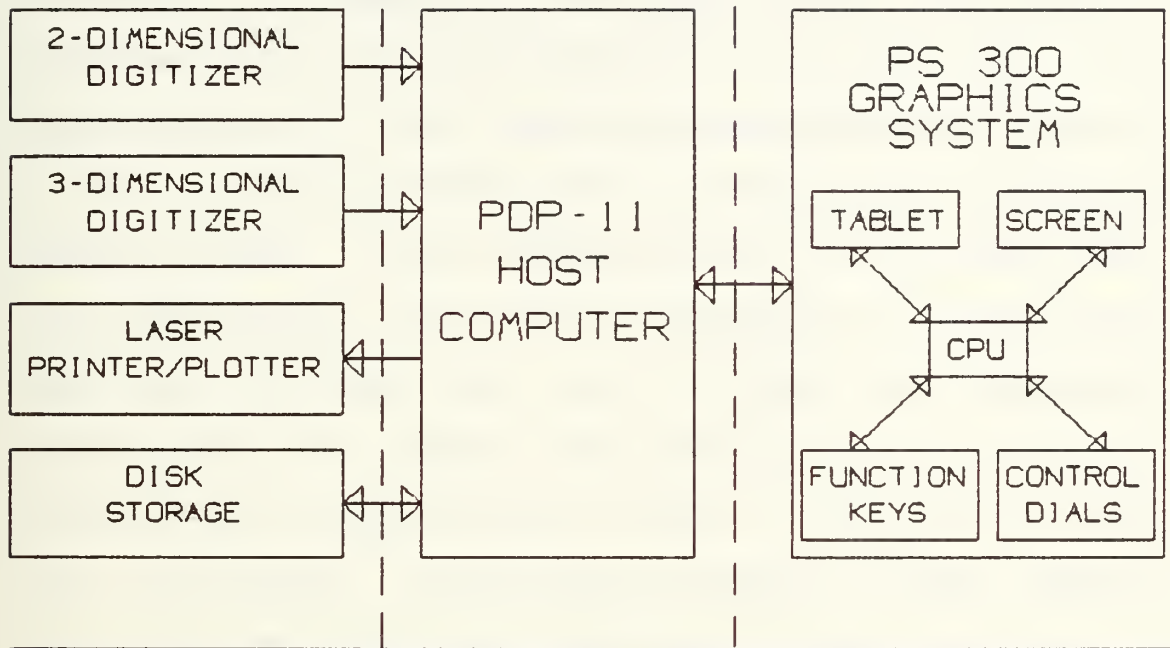 2-DIMENSIONAL
DIGITIZER
3-DIMENSIONAL
DIGITIZER
LASER
PRINTER/PLOTTER
DISK
STORAGE
PDP-11
HOST
COMPUTER
PS 300
GRAPHICS
SYSTEM
TABLET
SCREEN
CPU
FUNCTION
KEYS
CONTROL
DIALS